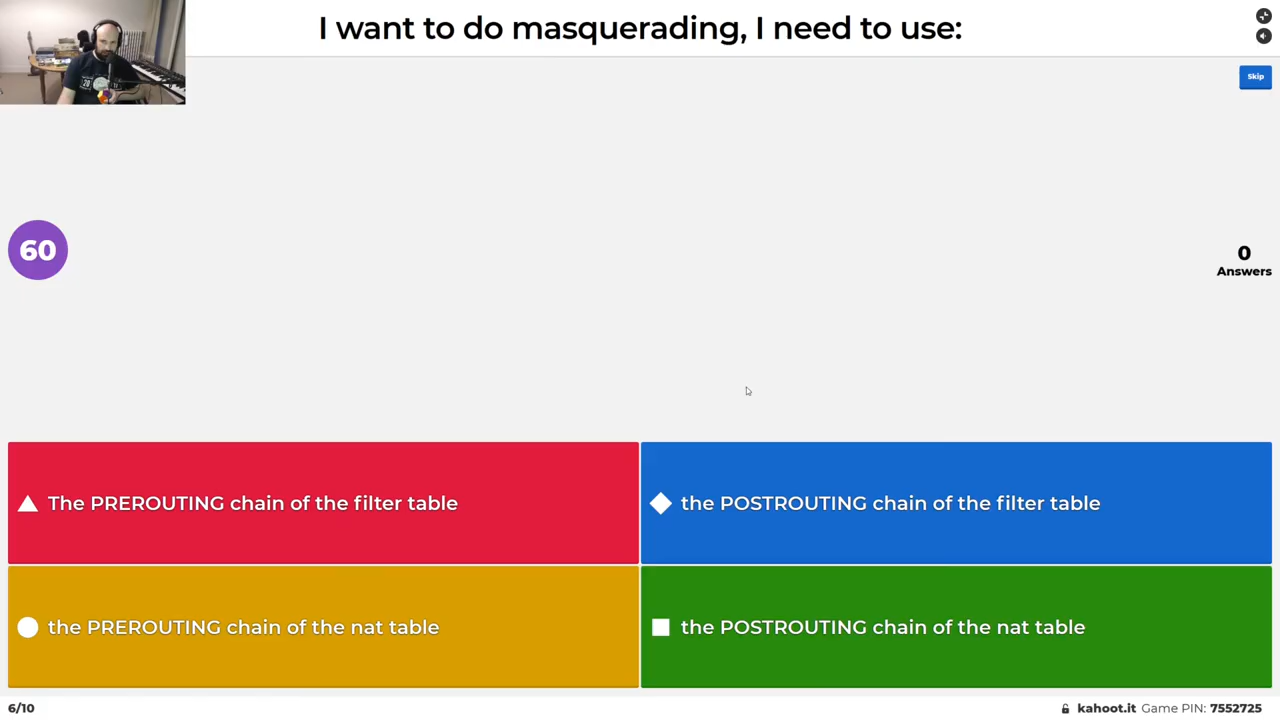 I want to do masquerading, I need to use:
Skip
60
0
Answers
The PREROUTING chain of the filter table
the POSTROUTING chain of the filter table
the PREROUTING chain of the nat table
the POSTROUTING chain of the nat table
6/10
kahoot.it Game PIN: 7552725